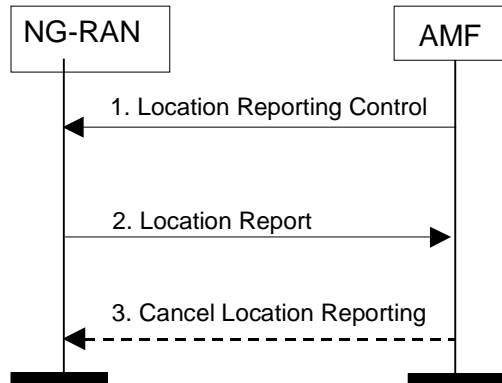 NG-RAN
AMF
1. Location Reporting Control
2. Location Report
3. Cancel Location Reporting